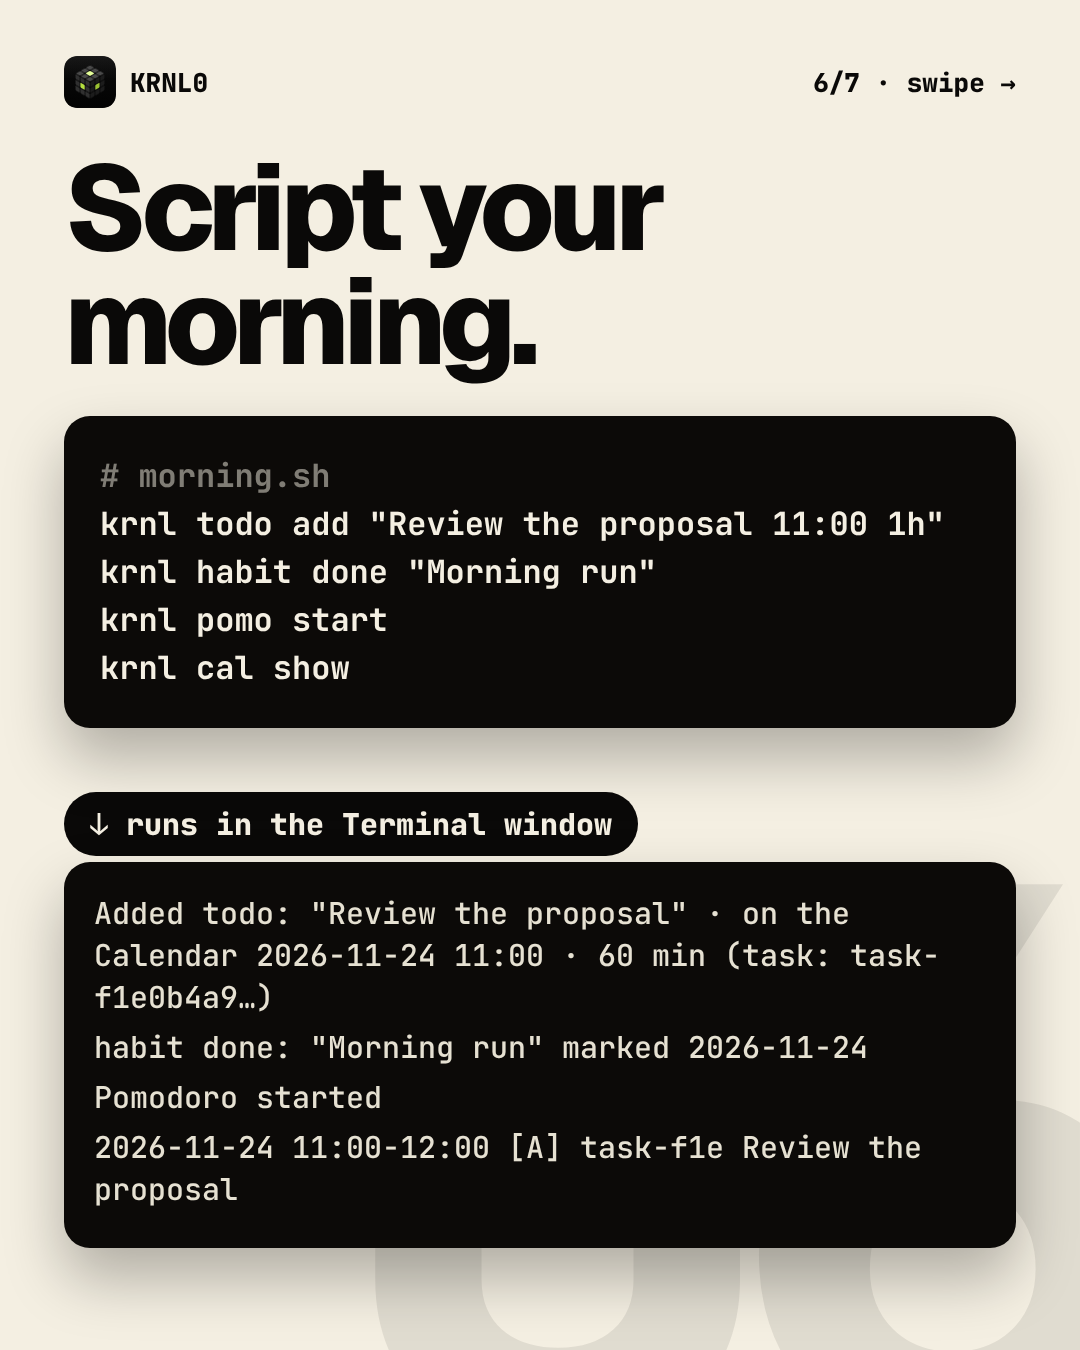 KRNL0
6/7 · swipe →
Script your
morning.
# morning.sh
krnl todo add "Review the proposal 11:00 1h"
krnl habit done "Morning run"
krnl pomo start
krnl cal show
↓ runs in the Terminal window
Added todo: "Review the proposal" · on the
Calendar 2026-11-24 11:00 · 60 min (task: task-
f1e0b4a9…)
habit done: "Morning run" marked 2026-11-24
Pomodoro started
2026-11-24 11:00-12:00 [A] task-f1e Review the
proposal